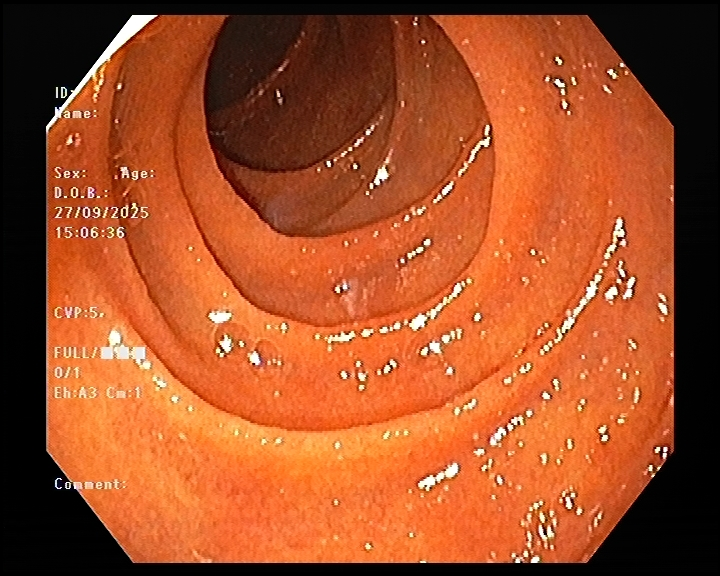 ID:
Name:
Sex: Age:
D.O.B.:
27/09/2025
15:06:36
CVP:5
FULL/
0/1
Eh:A3 Cm:1
Comment: